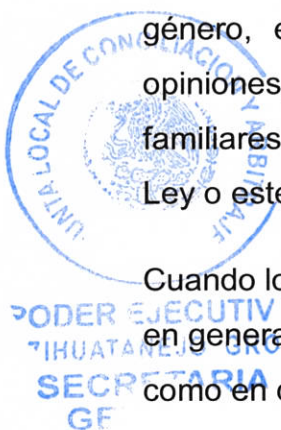 género, e
opiniones
familiares
Ley o este
Cuando lo
en genera
como en c
JUNTA LOCAL DE CONCILIACION Y ARBITRAJE
PODER EJECUTIV
ZIHUATANEJO GRO
SECRETARIA
GE